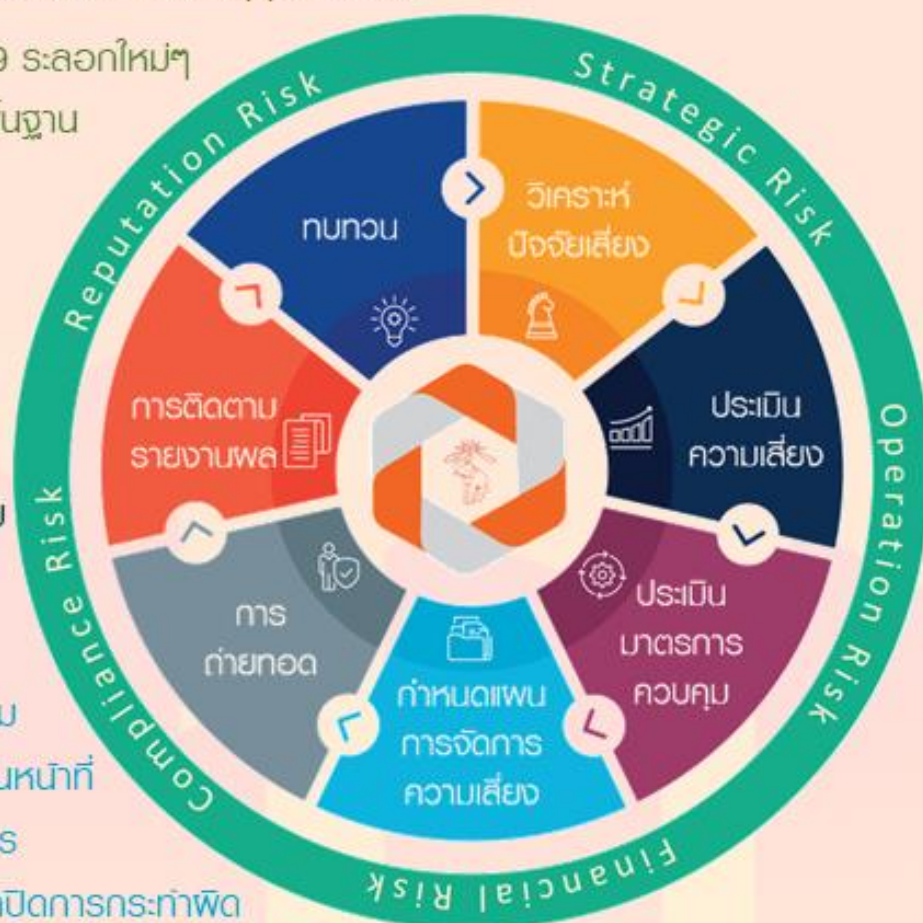 9 ระลอกใหม่ๆ
Reputation Risk
Strategic Risk
Operation Risk
Financial Risk
Compliance Risk
ทบทวน
วิเคราะห์
ปัจจัยเสี่ยง
ประเมิน
ความเสี่ยง
ประเมิน
มาตรการ
ควบคุม
กำหนดแผน
การจัดการ
ความเสี่ยง
การ
ถ่ายทอด
การติดตาม
รายงานผล
นหน้าที่
ปิดการกระทำผิด